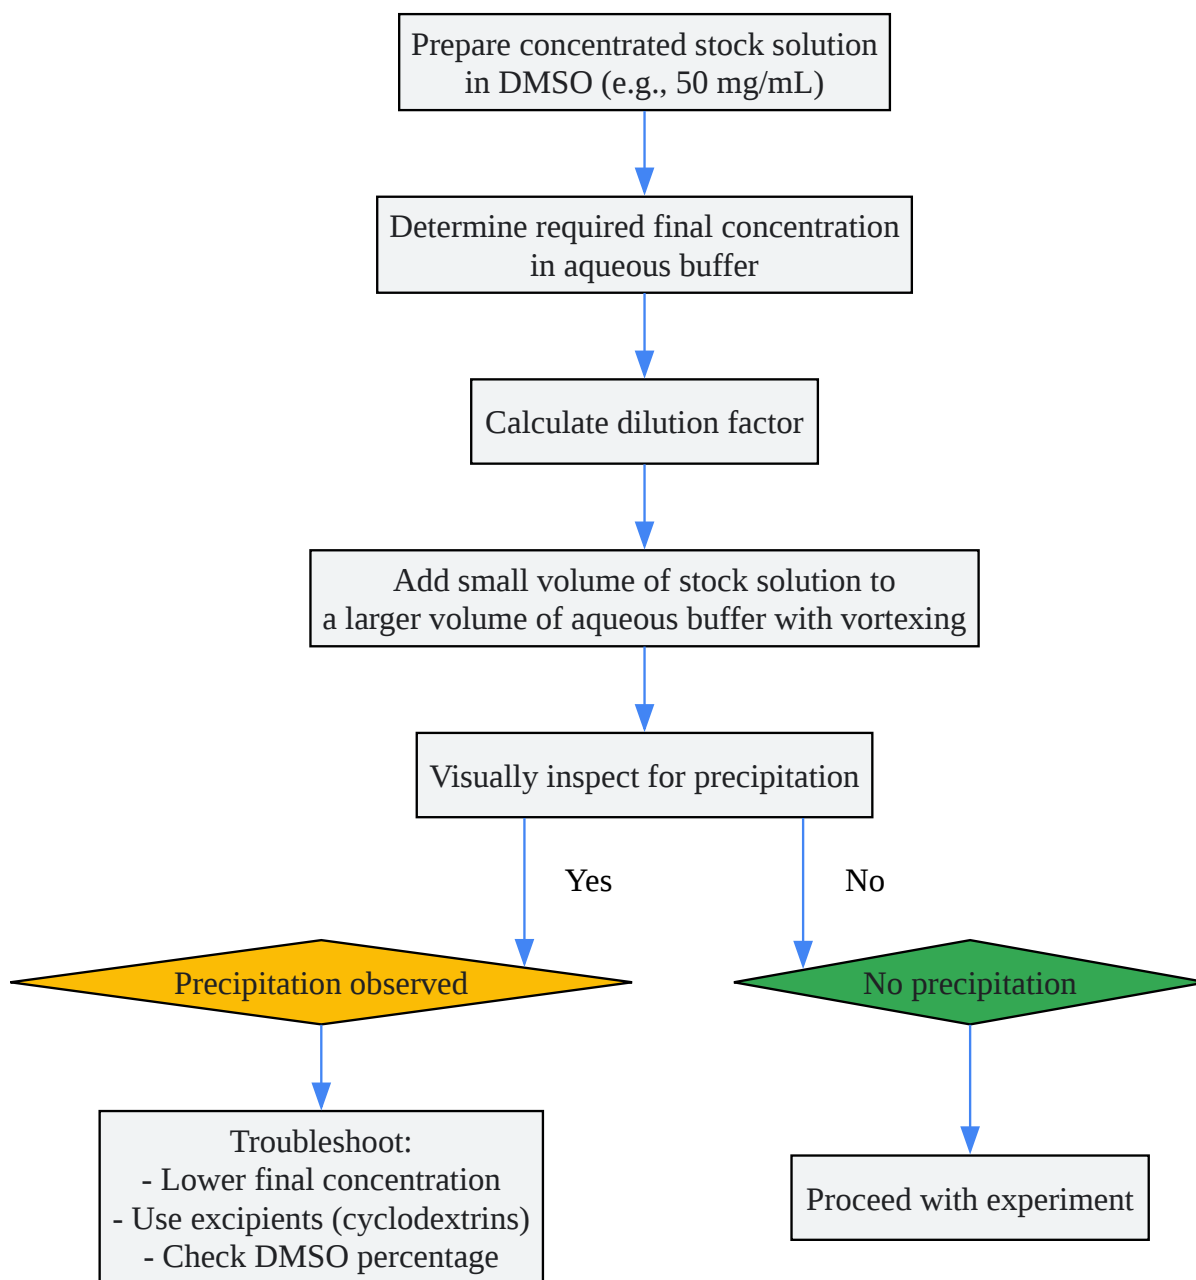 Prepare concentrated stock solution
in DMSO (e.g., 50 mg/mL)
Determine required final concentration
in aqueous buffer
Calculate dilution factor
Add small volume of stock solution to
a larger volume of aqueous buffer with vortexing
Visually inspect for precipitation
Yes
No
Precipitation observed
No precipitation
Troubleshoot:
- Lower final concentration
- Use excipients (cyclodextrins)
- Check DMSO percentage
Proceed with experiment